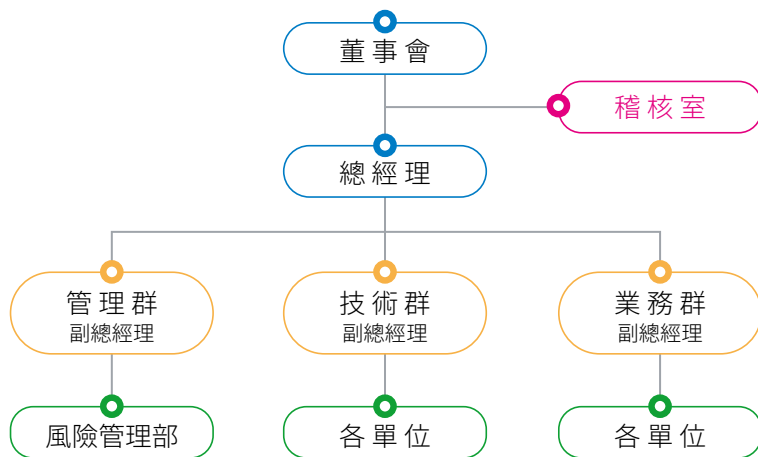 董事會
稽核室
總經理
管理群
副總經理
技術群
副總經理
業務群
副總經理
風險管理部
各單位
各單位